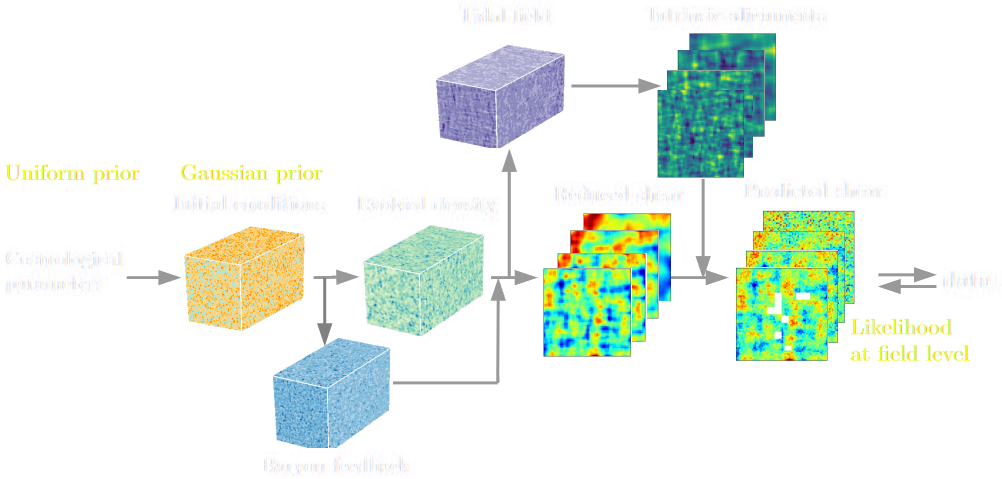 Tidal field
Intrinsic alignments
Uniform prior
Gaussian prior
Initial conditions
Evolved density
Reduced shear
Predicted shear
Cosmological
parameters
data
Likelihood
at field level
Baryon feedback